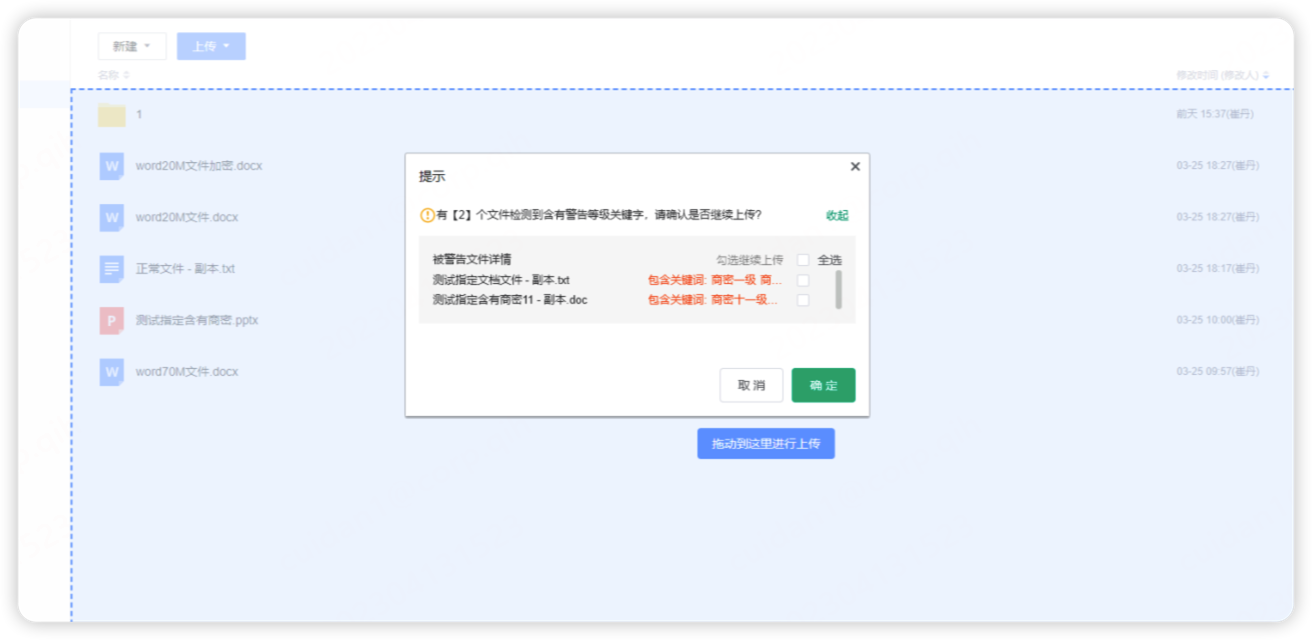 新建 上传
名称 修改时间 (修改人)
1 前天 15:37(崔丹)
word20M文件加密.docx 03-25 18:27(崔丹)
word20M文件.docx 03-25 18:27(崔丹)
正常文件 - 副本.txt 03-25 18:17(崔丹)
测试指定含有商密.pptx 03-25 10:00(崔丹)
word70M文件.docx 03-25 09:57(崔丹)
提示
有【2】个文件检测到含有警告等级关键字，请确认是否继续上传? 收起
被警告文件详情 勾选继续上传 全选
测试指定文档文件 - 副本.txt 包含关键词: 商密一级 商...
测试指定含有商密11 - 副本.doc 包含关键词: 商密十一级...
取消 确定
拖动到这里进行上传